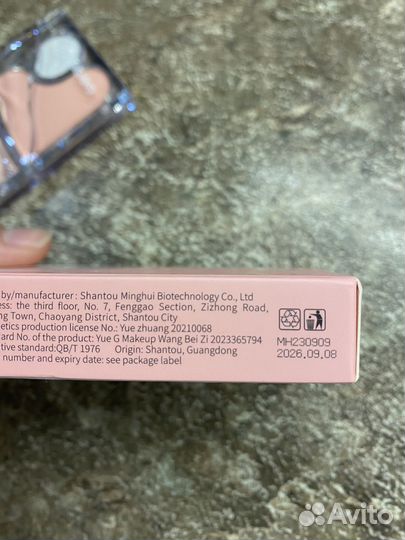 by/manufacturer : Shantou Minghui Biotechnology Co., Ltd
ess: the third floor, No. 7, Fenggao Section, Zizhong Road,
ng Town, Chaoyang District, Shantou City
etics production license No.: Yue zhuang 20210068
ard No. of the product: Yue G Makeup Wang Bei Zi 2023365794
tive standard:QB/T 1976 Origin: Shantou, Guangdong
number and expiry date: see package label
MH230909
2026.09.08
Avito